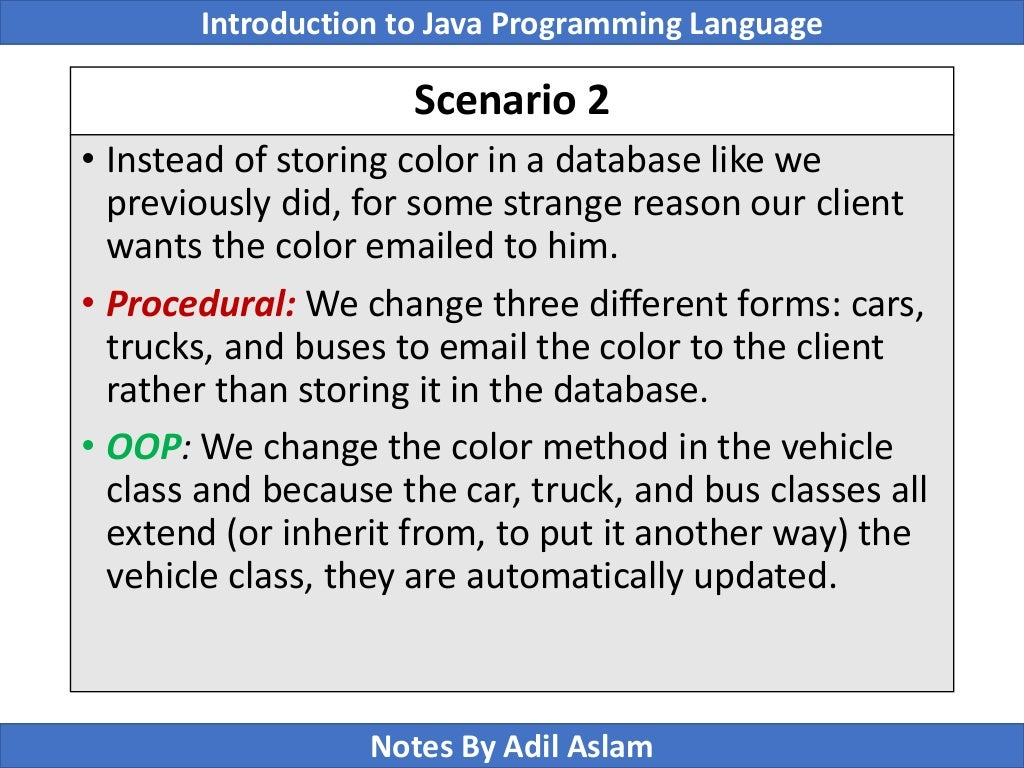 Introduction to Java Programming Language
Scenario 2
• Instead of storing color in a database like we
previously did, for some strange reason our client
wants the color emailed to him.
• Procedural: We change three different forms: cars,
trucks, and buses to email the color to the client
rather than storing it in the database.
• OOP: We change the color method in the vehicle
class and because the car, truck, and bus classes all
extend (or inherit from, to put it another way) the
vehicle class, they are automatically updated.
Notes By Adil Aslam